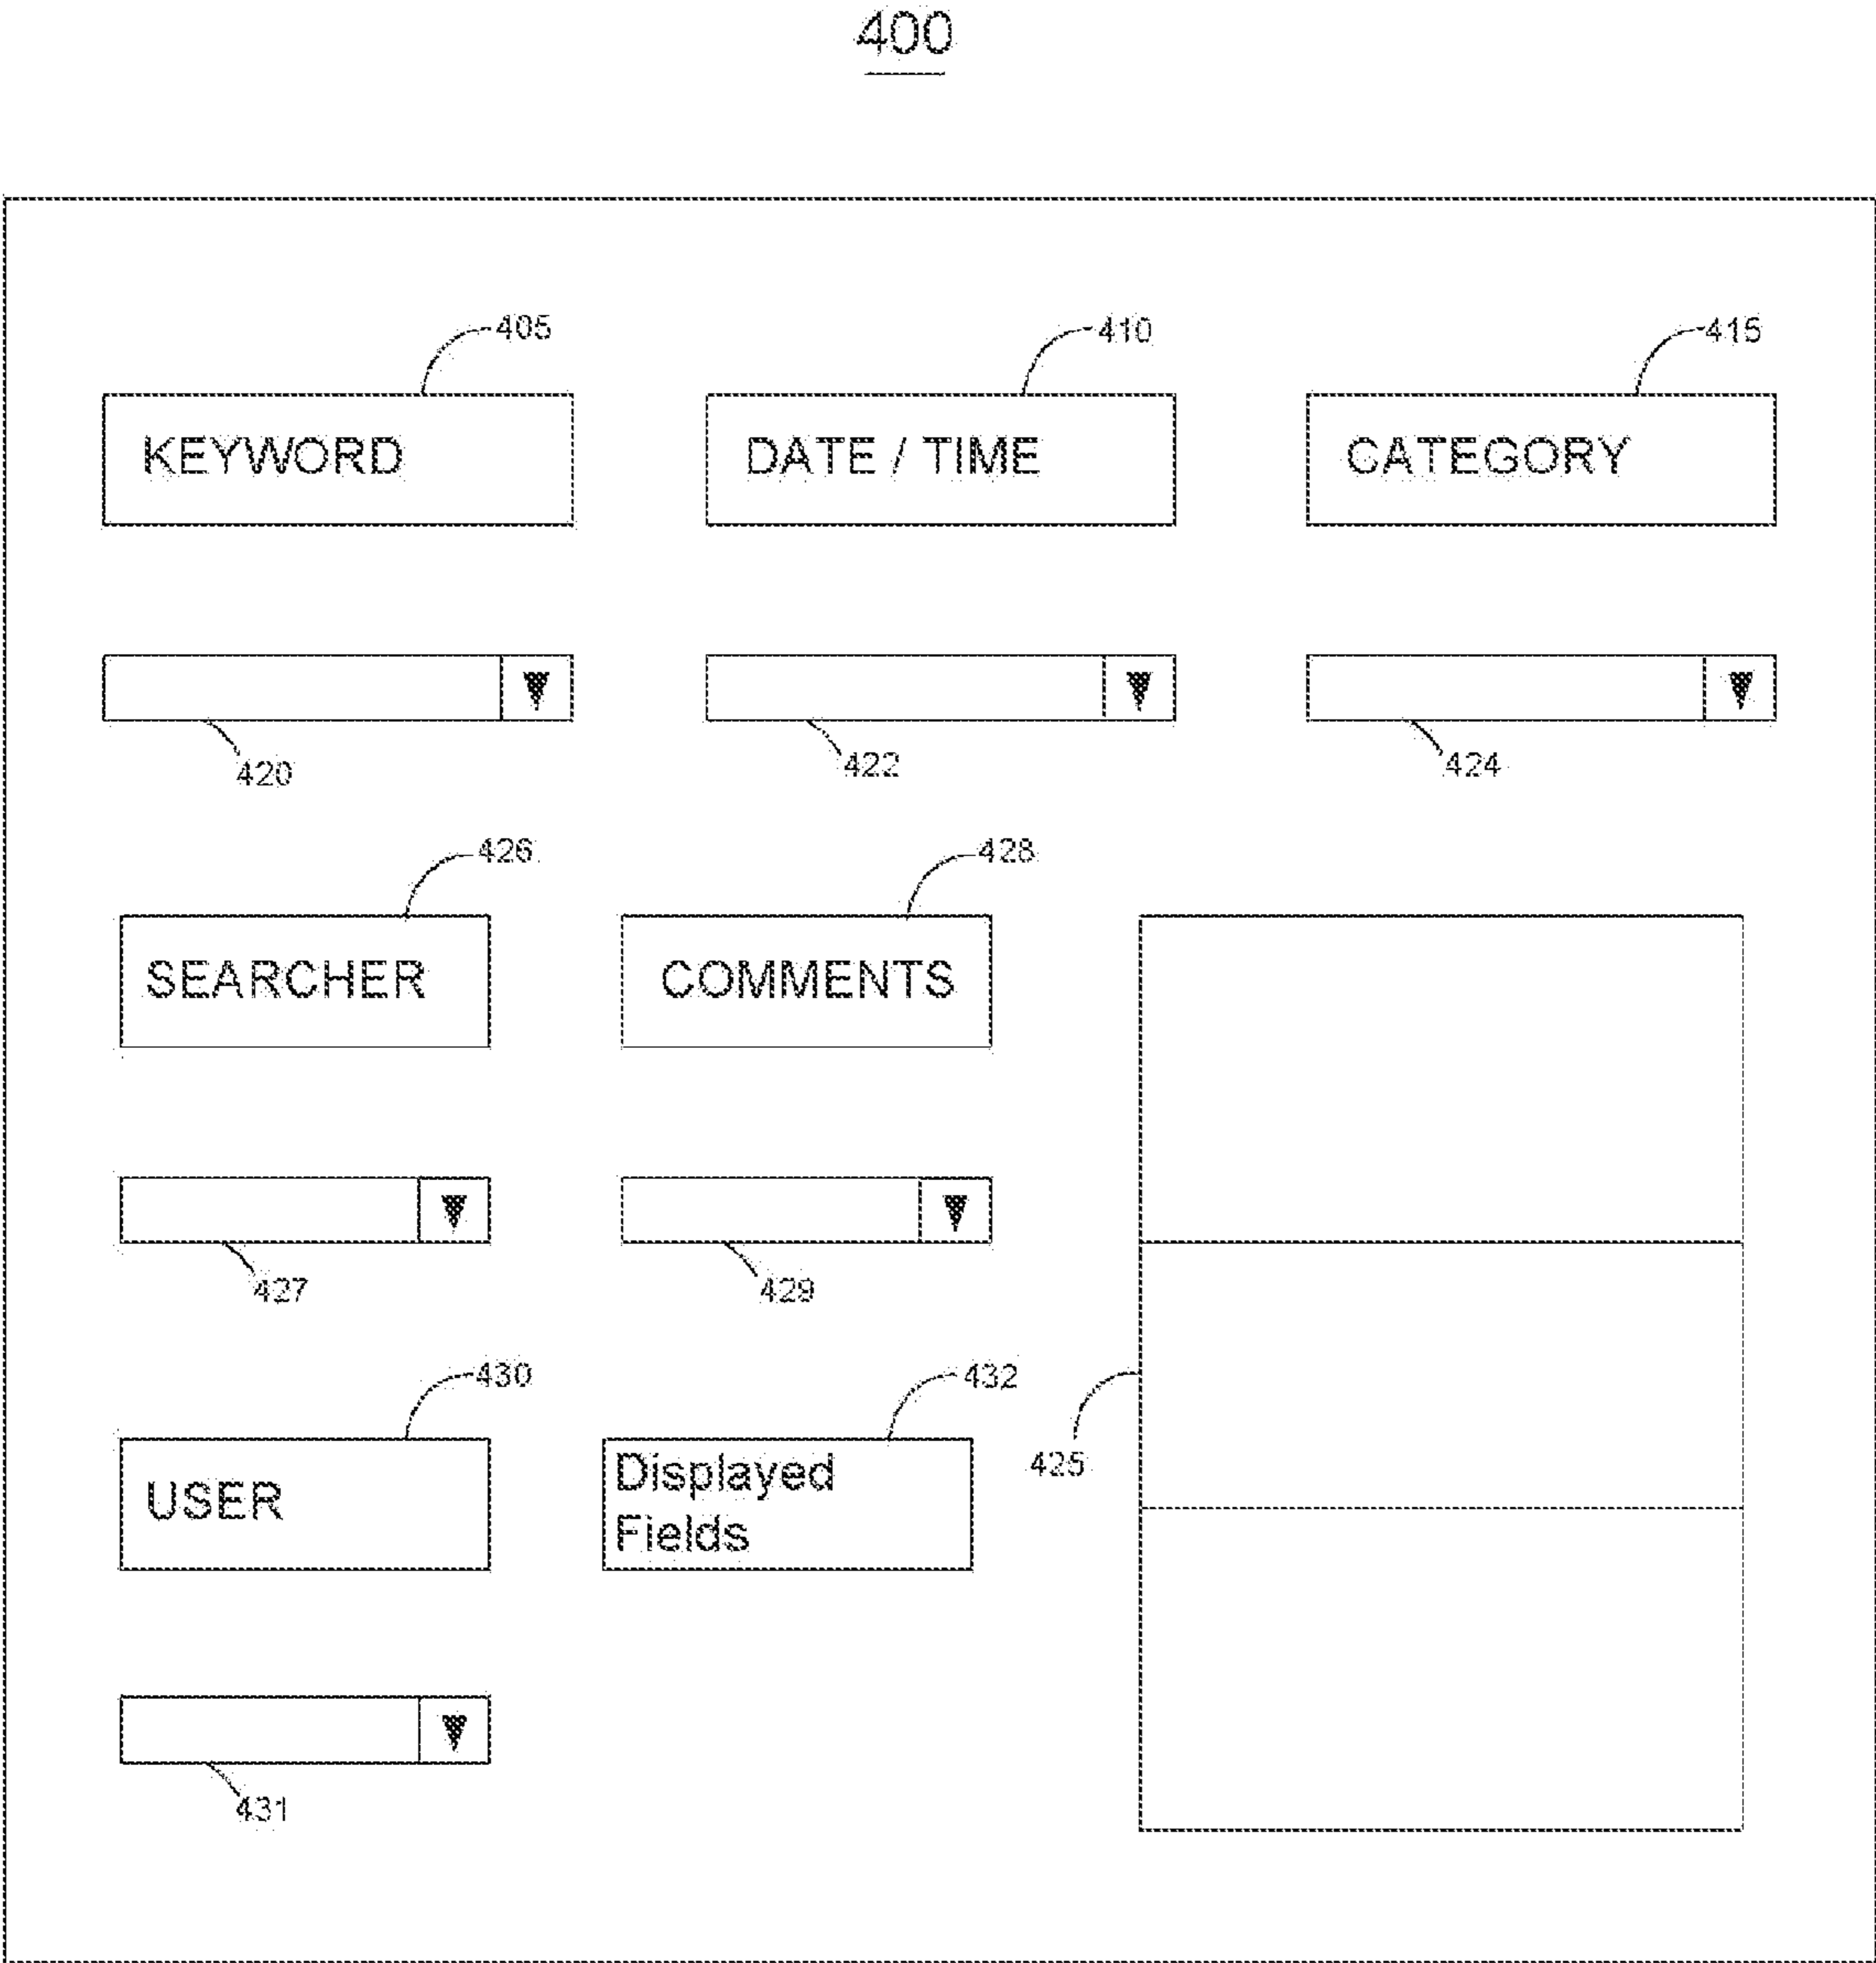 400
405
410
415
KEYWORD
DATE / TIME
CATEGORY
420
422
424
426
428
SEARCHER
COMMENTS
427
429
430
432
425
USER
Displayed
Fields
431